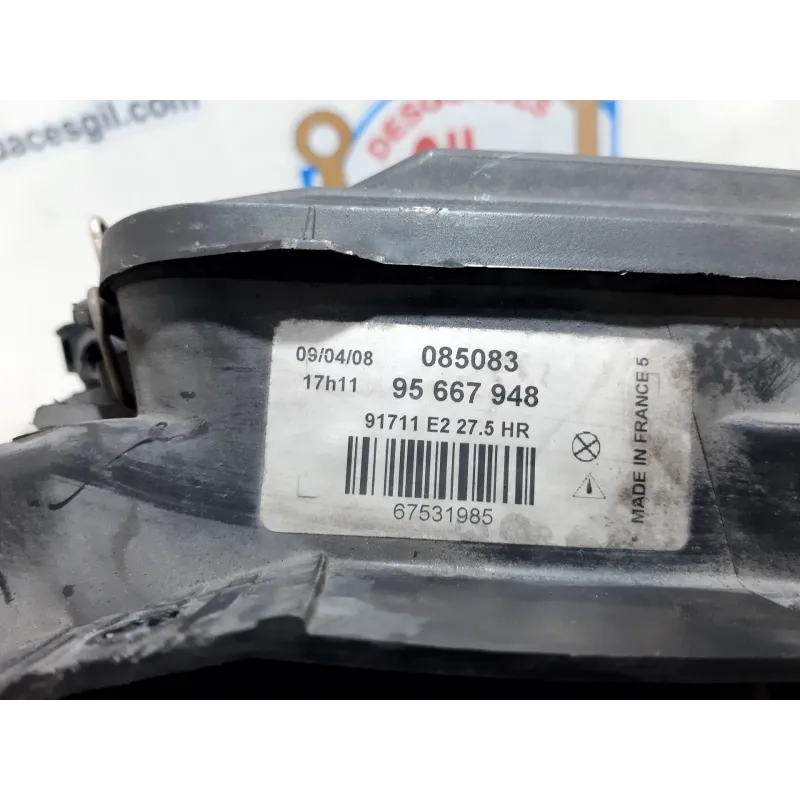 uacesgil.com
DESGUACES
GIL
09/04/08 085083
17h11 95 667 948
91711 E2 27.5 HR
67531985
MADE IN FRANCE 5